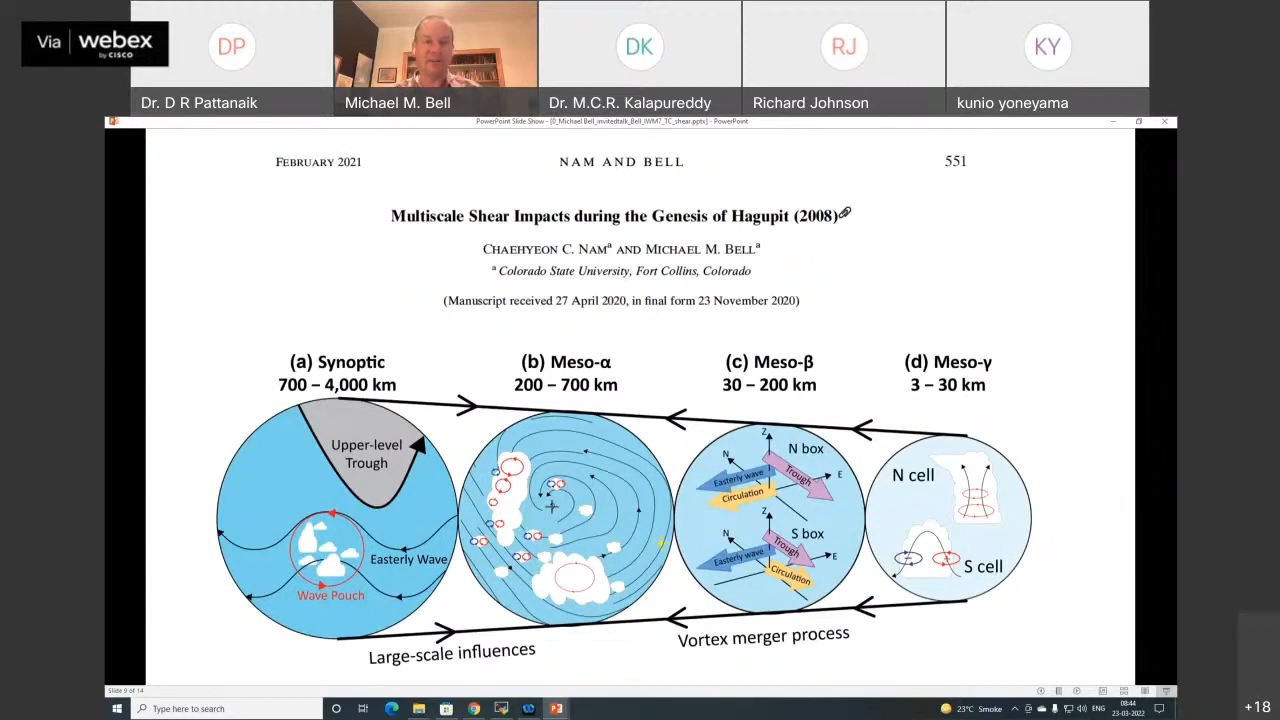 Via webex
by CISCO
DP
DK
RJ
KY
Dr. D R Pattanaik
Michael M. Bell
Dr. M.C.R. Kalapureddy
Richard Johnson
kunio yoneyama
PowerPoint Slide Show - [0_Michael Bell_invitedtalk_Bell_IWM7_TC_shear.pptx] - PowerPoint
FEBRUARY 2021
NAM AND BELL
551
Multiscale Shear Impacts during the Genesis of Hagupit (2008)
CHAEHYEON C. NAMª AND MICHAEL M. BELLª
ª Colorado State University, Fort Collins, Colorado
(Manuscript received 27 April 2020, in final form 23 November 2020)
(a) Synoptic
700 – 4,000 km
(b) Meso-α
200 – 700 km
(c) Meso-β
30 – 200 km
(d) Meso-γ
3 – 30 km
Upper-level
Trough
Easterly Wave
Wave Pouch
Z
N
E
N box
Trough
Easterly wave
Circulation
Z
N
E
S box
Trough
Easterly wave
Circulation
N cell
S cell
Large-scale influences
Vortex merger process
Slide 9 of 14
Type here to search
23°C Smoke
ENG
08:44
23-03-2022
+18